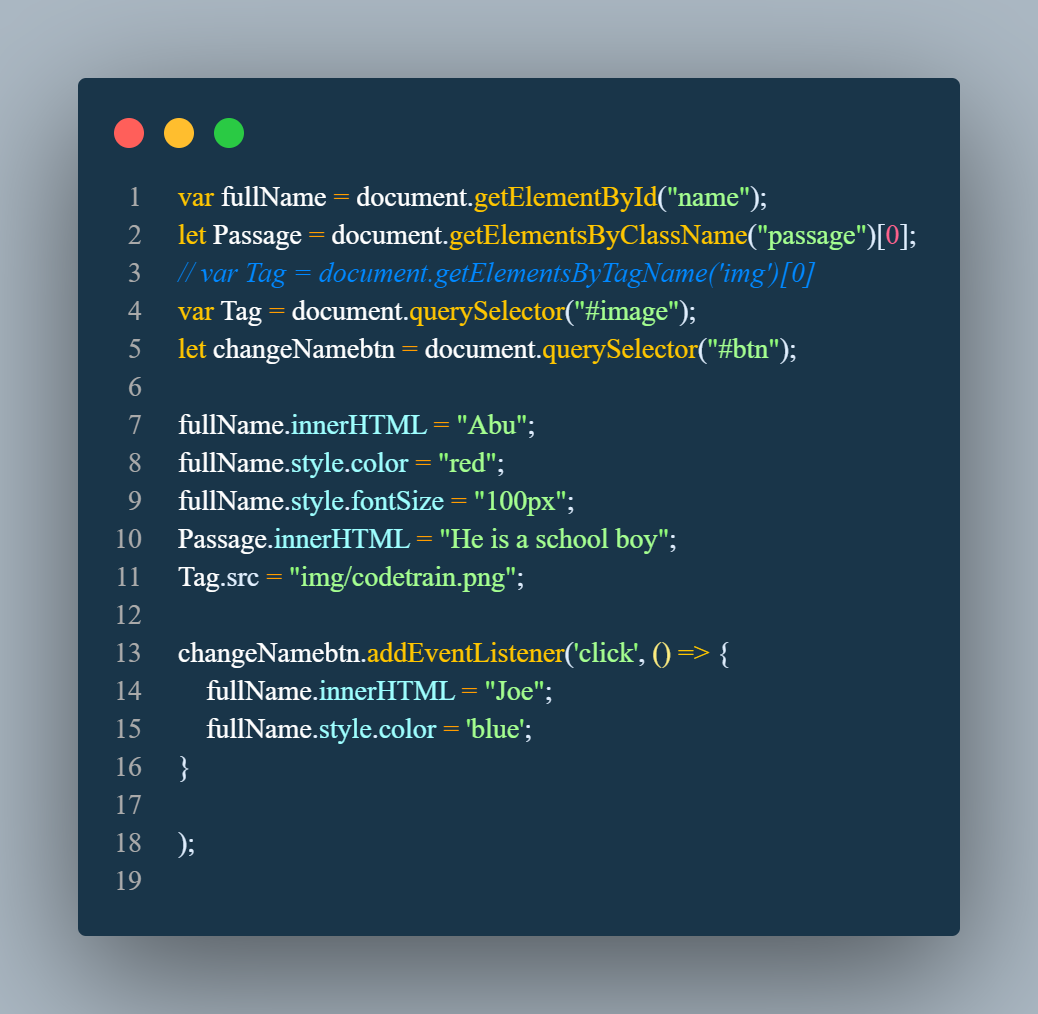 1 var fullName = document.getElementById("name");
2 let Passage = document.getElementsByClassName("passage")[0];
3 // var Tag = document.getElementsByTagName('img')[0]
4 var Tag = document.querySelector("#image");
5 let changeNamebtn = document.querySelector("#btn");
6
7 fullName.innerHTML = "Abu";
8 fullName.style.color = "red";
9 fullName.style.fontSize = "100px";
10 Passage.innerHTML = "He is a school boy";
11 Tag.src = "img/codetrain.png";
12
13 changeNamebtn.addEventListener('click', () => {
14     fullName.innerHTML = "Joe";
15     fullName.style.color = 'blue';
16 }
17
18 );
19